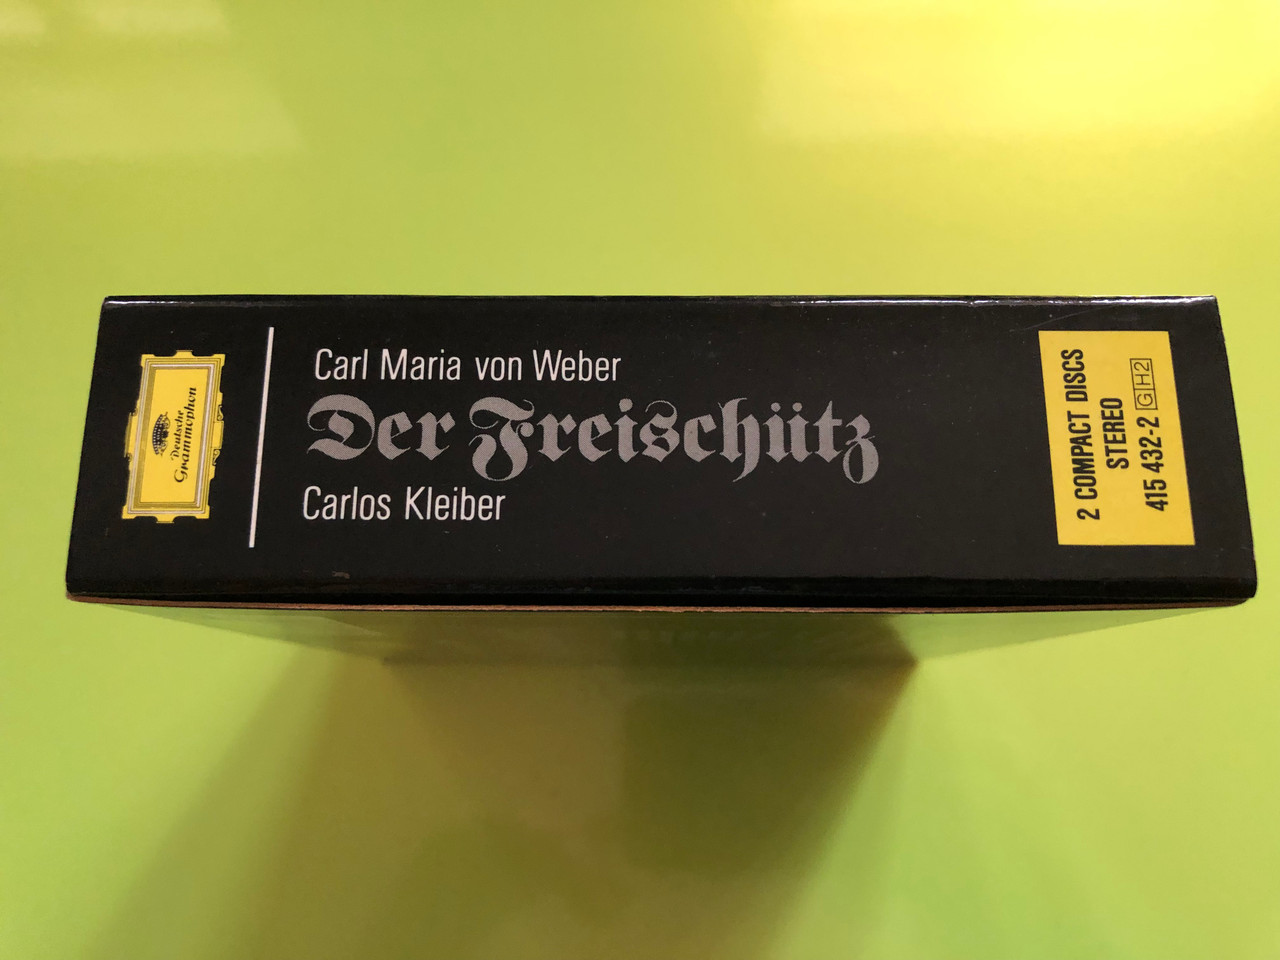 Deutsche
Grammophon
Carl Maria von Weber
Der Freischütz
Carlos Kleiber
2 COMPACT DISCS
STEREO
415 432-2 GH2